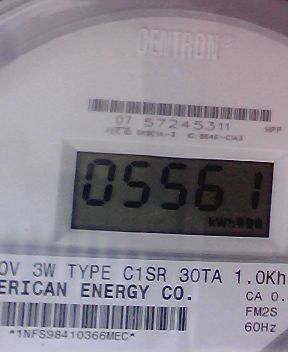 CENTRON®
07 57245311
HPP
05561
kWh
0V 3W TYPE C1SR 30TA 1.0Kh
ERICAN ENERGY CO.
CA 0.
FM2S
60Hz
*1NFS98410366MEC*